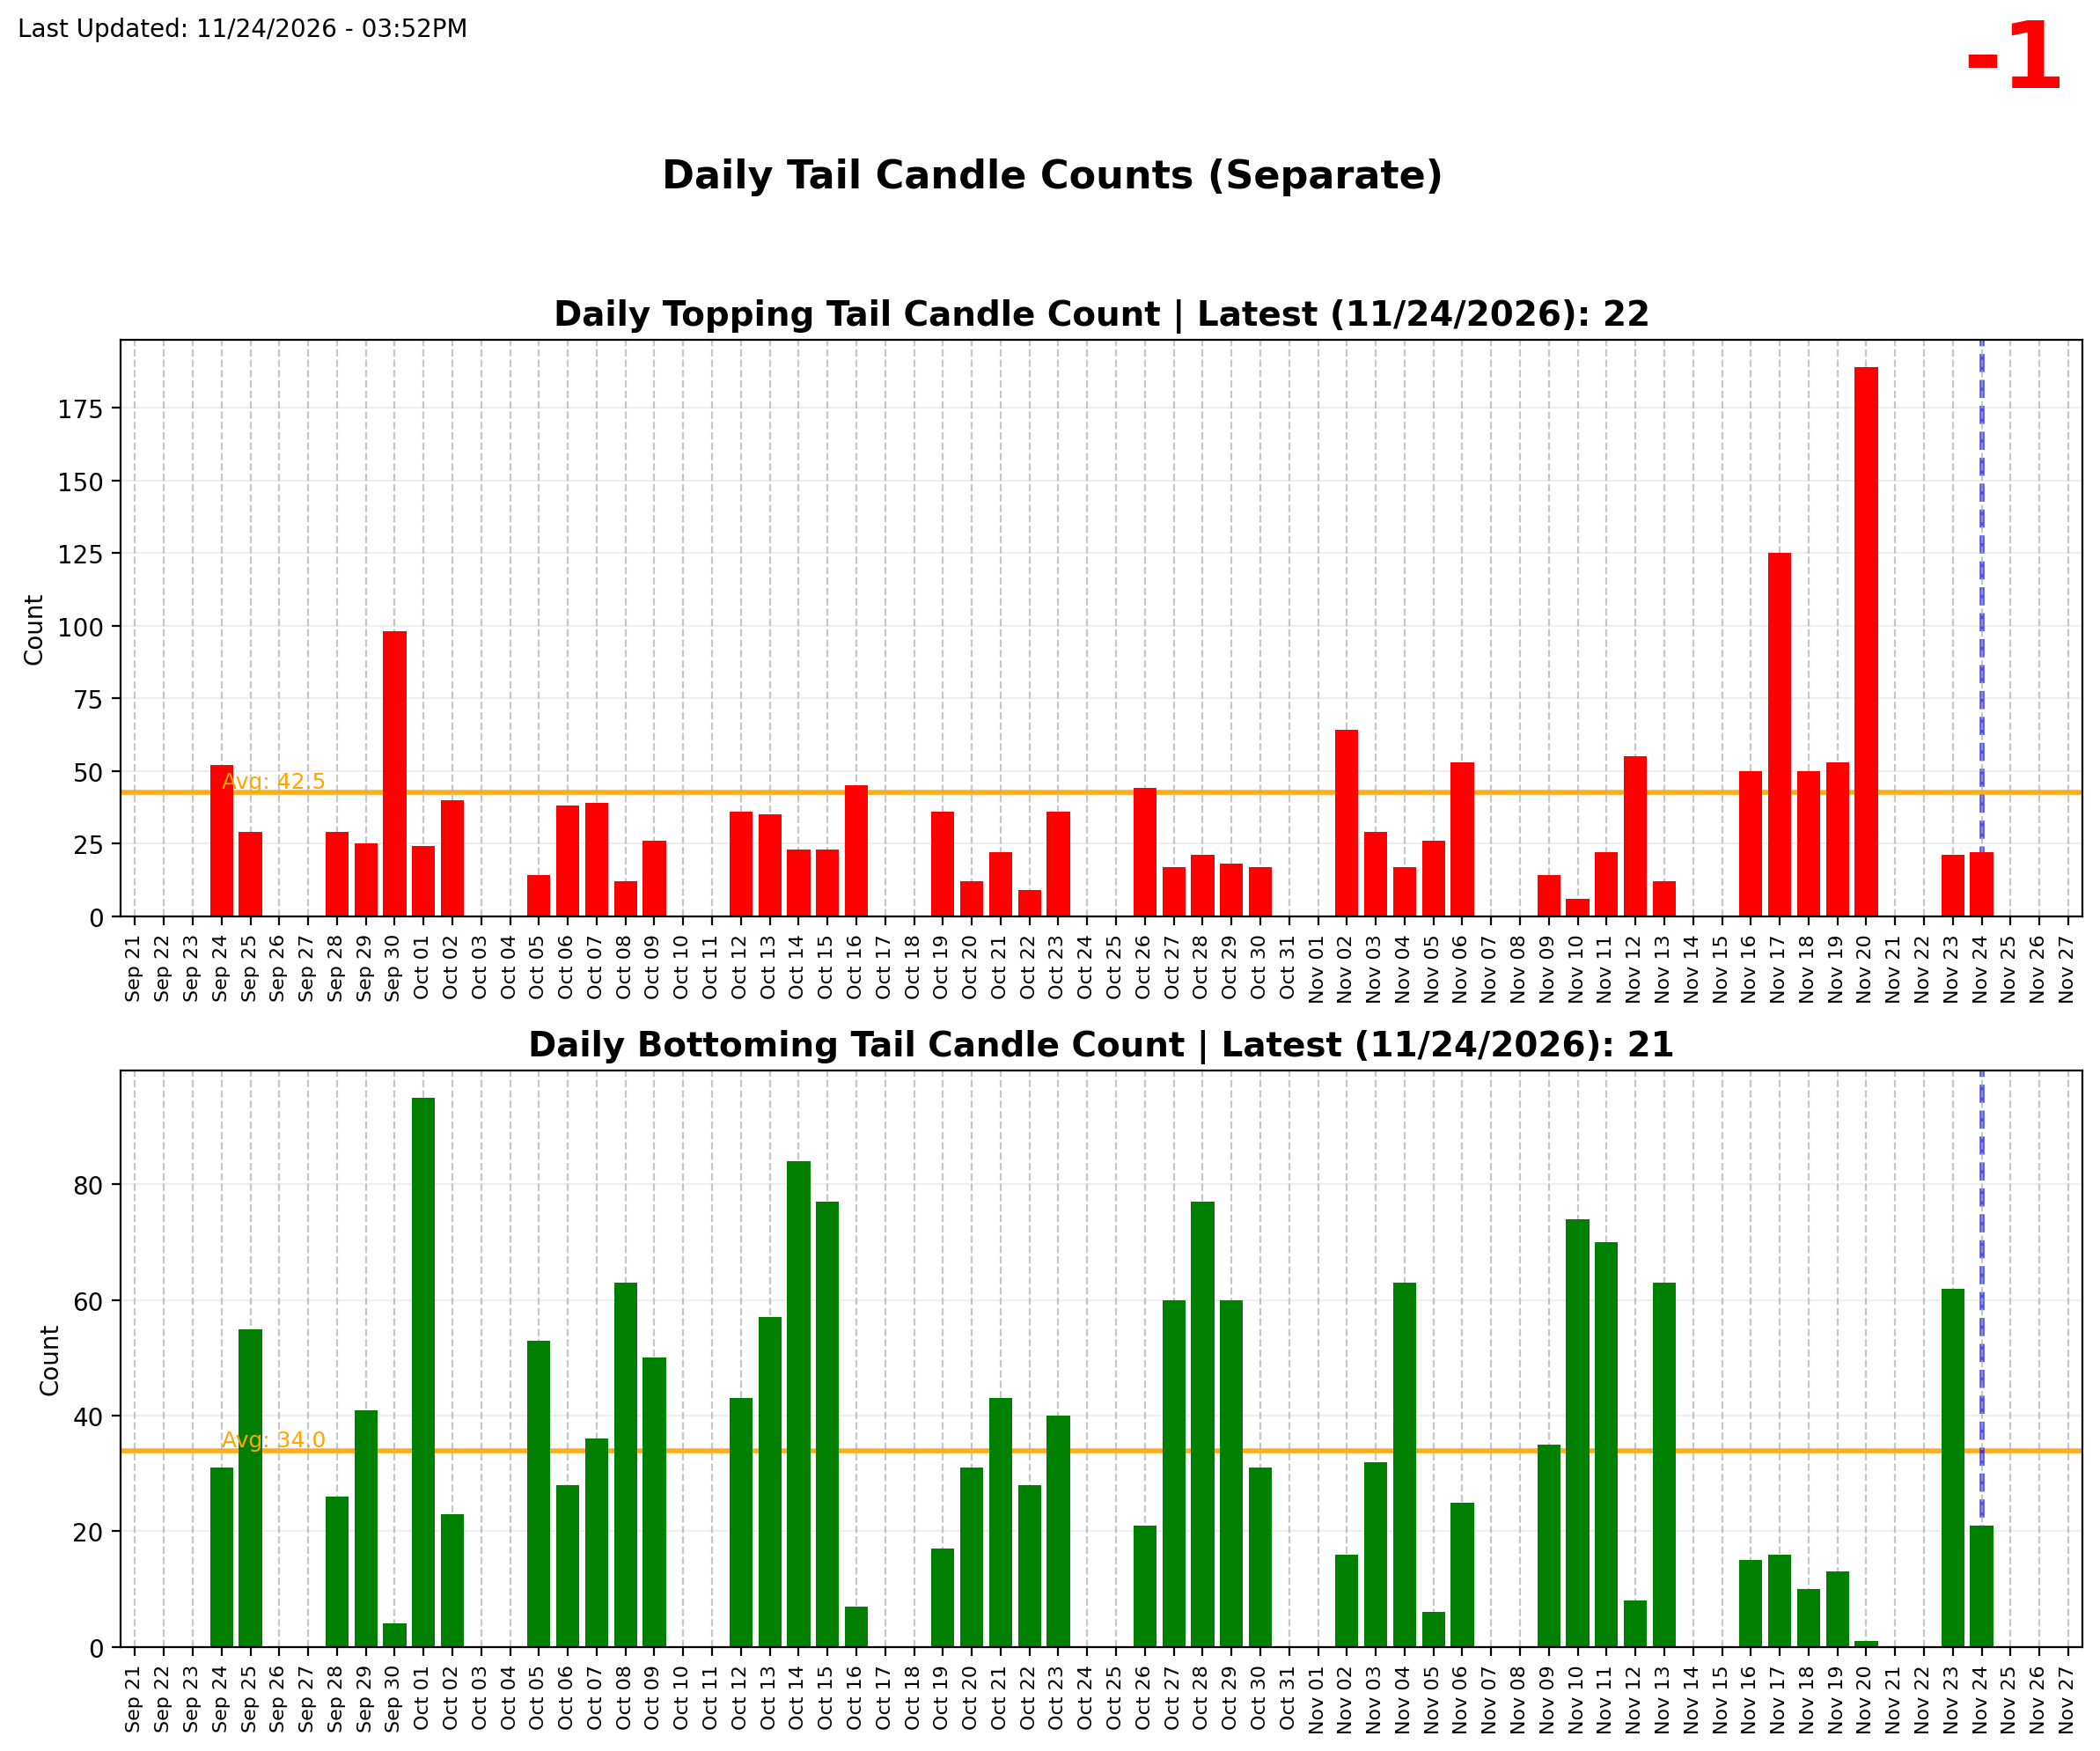 Last Updated: 11/24/2026 - 03:52PM
-1
Daily Tail Candle Counts (Separate)
Daily Topping Tail Candle Count | Latest (11/24/2026): 22
Count
175
150
125
100
75
50
25
0
Avg: 42.5
Sep 21
Sep 22
Sep 23
Sep 24
Sep 25
Sep 26
Sep 27
Sep 28
Sep 29
Sep 30
Oct 01
Oct 02
Oct 03
Oct 04
Oct 05
Oct 06
Oct 07
Oct 08
Oct 09
Oct 10
Oct 11
Oct 12
Oct 13
Oct 14
Oct 15
Oct 16
Oct 17
Oct 18
Oct 19
Oct 20
Oct 21
Oct 22
Oct 23
Oct 24
Oct 25
Oct 26
Oct 27
Oct 28
Oct 29
Oct 30
Oct 31
Nov 01
Nov 02
Nov 03
Nov 04
Nov 05
Nov 06
Nov 07
Nov 08
Nov 09
Nov 10
Nov 11
Nov 12
Nov 13
Nov 14
Nov 15
Nov 16
Nov 17
Nov 18
Nov 19
Nov 20
Nov 21
Nov 22
Nov 23
Nov 24
Nov 25
Nov 26
Nov 27
Daily Bottoming Tail Candle Count | Latest (11/24/2026): 21
Count
80
60
40
20
0
Avg: 34.0
Sep 21
Sep 22
Sep 23
Sep 24
Sep 25
Sep 26
Sep 27
Sep 28
Sep 29
Sep 30
Oct 01
Oct 02
Oct 03
Oct 04
Oct 05
Oct 06
Oct 07
Oct 08
Oct 09
Oct 10
Oct 11
Oct 12
Oct 13
Oct 14
Oct 15
Oct 16
Oct 17
Oct 18
Oct 19
Oct 20
Oct 21
Oct 22
Oct 23
Oct 24
Oct 25
Oct 26
Oct 27
Oct 28
Oct 29
Oct 30
Oct 31
Nov 01
Nov 02
Nov 03
Nov 04
Nov 05
Nov 06
Nov 07
Nov 08
Nov 09
Nov 10
Nov 11
Nov 12
Nov 13
Nov 14
Nov 15
Nov 16
Nov 17
Nov 18
Nov 19
Nov 20
Nov 21
Nov 22
Nov 23
Nov 24
Nov 25
Nov 26
Nov 27